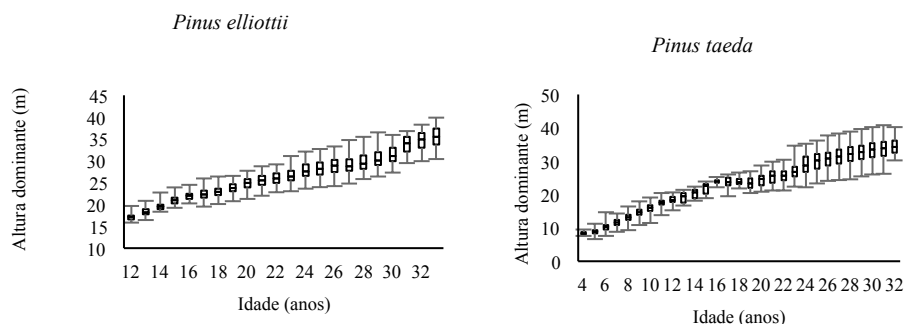 Pinus elliottii
Altura dominante (m)
45
40
35
30
25
20
15
10
12 14 16 18 20 22 24 26 28 30 32
Idade (anos)
Pinus taeda
Altura dominante (m)
50
40
30
20
10
0
4 6 8 10 12 14 16 18 20 22 24 26 28 30 32
Idade (anos)